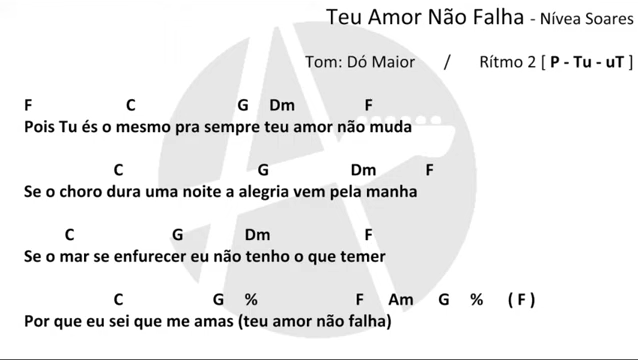 Teu Amor Não Falha - Nívea Soares
Tom: Dó Maior / Rítmo 2 [ P - Tu - uT ]
F C G Dm F
Pois Tu és o mesmo pra sempre teu amor não muda
C G Dm F
Se o choro dura uma noite a alegria vem pela manha
C G Dm F
Se o mar se enfurecer eu não tenho o que temer
C G % F Am G % ( F )
Por que eu sei que me amas (teu amor não falha)